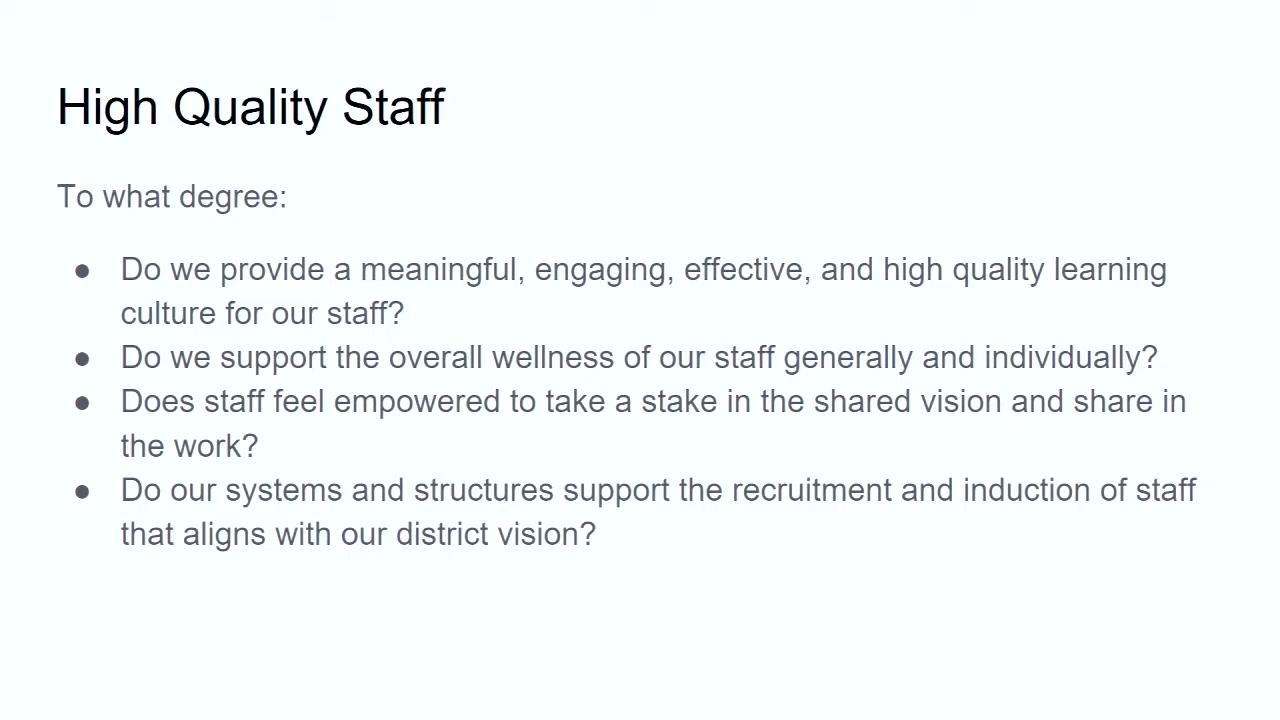 High Quality Staff
To what degree:
● Do we provide a meaningful, engaging, effective, and high quality learning
culture for our staff?
● Do we support the overall wellness of our staff generally and individually?
● Does staff feel empowered to take a stake in the shared vision and share in
the work?
● Do our systems and structures support the recruitment and induction of staff
that aligns with our district vision?